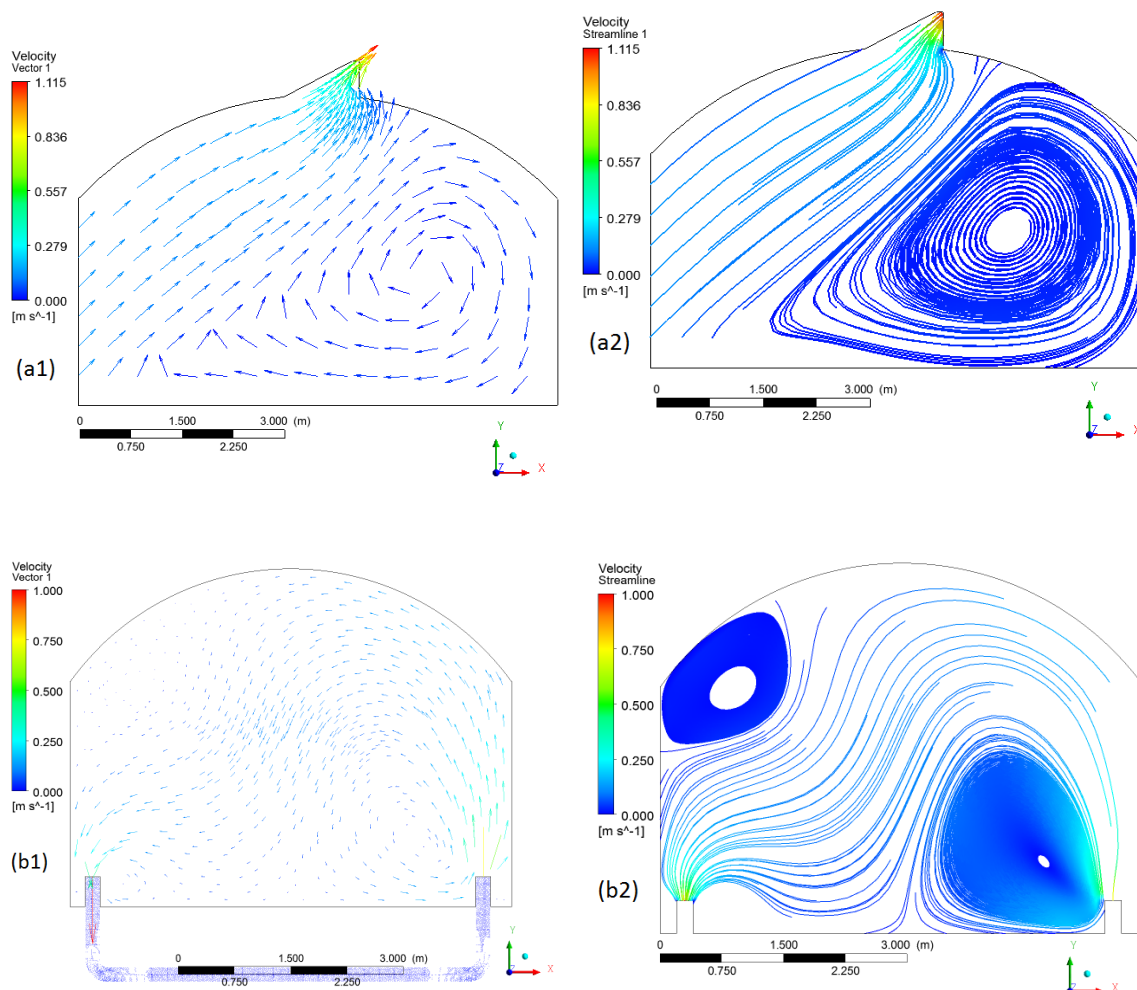 Velocity
Vector 1
1.115
0.836
0.557
0.279
0.000
[m s^-1]
(a1)
0 1.500 3.000 (m)
0.750 2.250
Y
Z X
Velocity
Streamline 1
1.115
0.836
0.557
0.279
0.000
[m s^-1]
(a2)
0 1.500 3.000 (m)
0.750 2.250
Y
Z X
Velocity
Vector 1
1.000
0.750
0.500
0.250
0.000
[m s^-1]
(b1)
0 1.500 3.000 (m)
0.750 2.250
Y
Z X
Velocity
Streamline
1.000
0.750
0.500
0.250
0.000
[m s^-1]
(b2)
0 1.500 3.000 (m)
0.750 2.250
Y
Z X